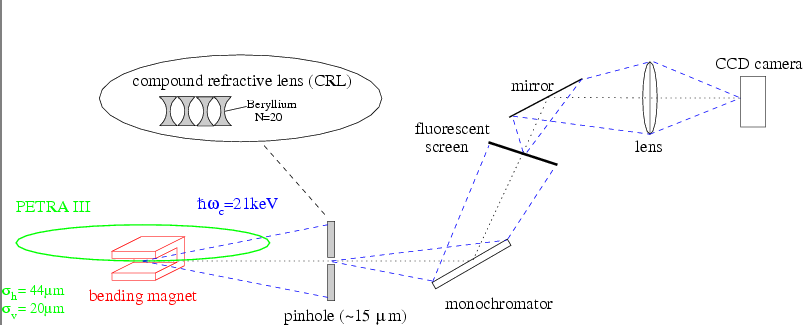 CCD camera
compound refractive lens (CRL)
mirror
Beryllium
N=20
fluorescent
screen
lens
PETRA III
ħω_c=21keV
σ_h= 44μm
σ_v= 20μm
bending magnet
monochromator
pinhole (~15 μm)